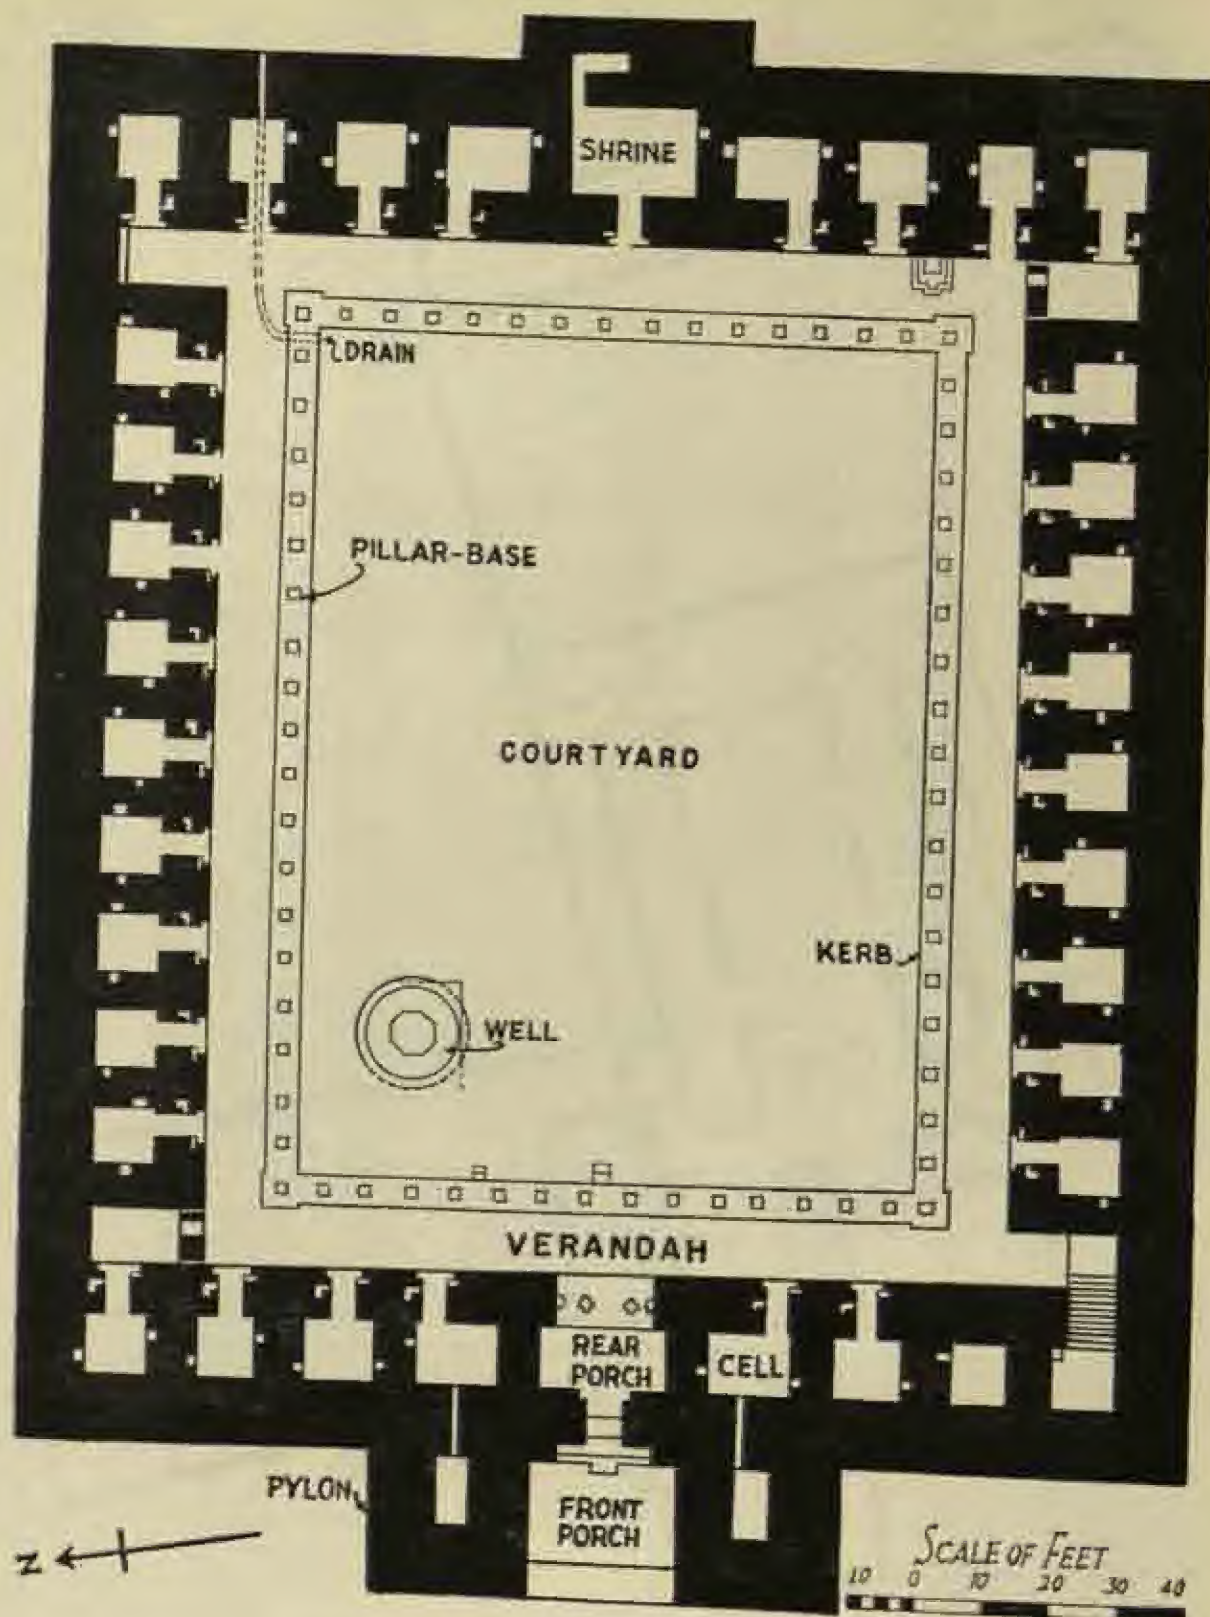 SHRINE
DRAIN
PILLAR-BASE
COURTYARD
KERB
WELL
VERANDAH
REAR
PORCH
CELL
PYLON
FRONT
PORCH
N
SCALE OF FEET
10 0 10 20 30 40